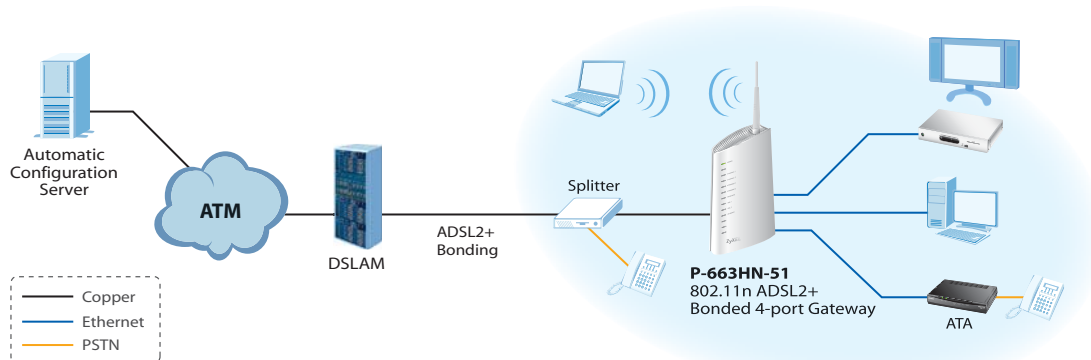 Automatic
Configuration
Server
ATM
DSLAM
ADSL2+
Bonding
Splitter
P-663HN-51
802.11n ADSL2+
Bonded 4-port Gateway
ATA
Copper
Ethernet
PSTN